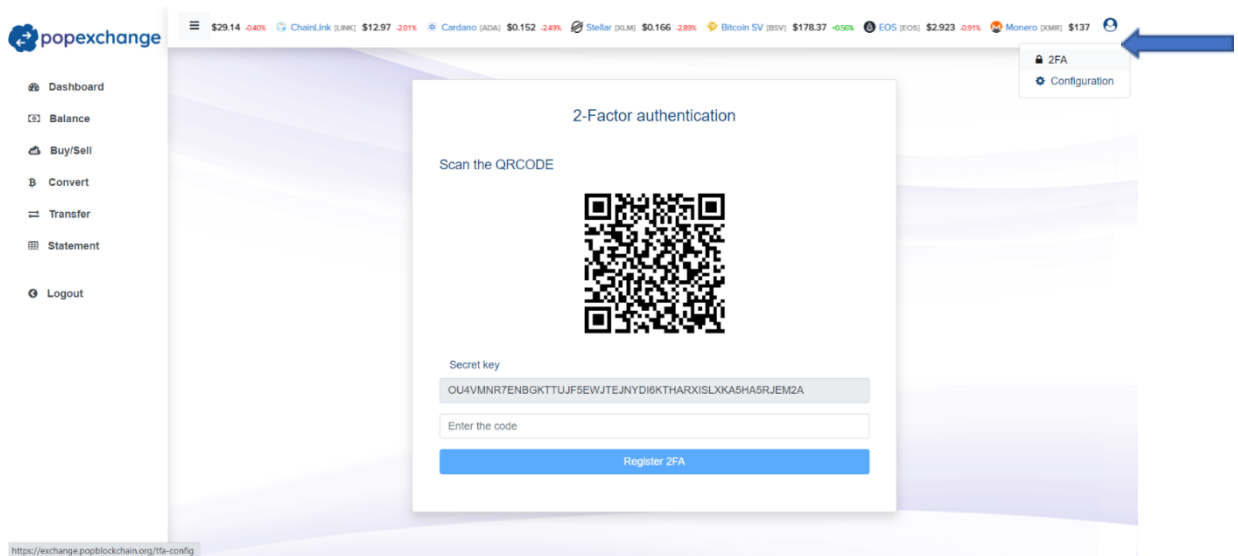 popexchange
$29.14 -0.40% ChainLink [LINK] $12.97 -2.01% Cardano [ADA] $0.152 -2.49% Stellar [XLM] $0.166 -2.89% Bitcoin SV [BSV] $178.37 +0.56% EOS [EOS] $2.923 -0.91% Monero [XMR] $137
2FA
Configuration
Dashboard
Balance
Buy/Sell
Convert
Transfer
Statement
Logout
2-Factor authentication
Scan the QRCODE
Secret key
OU4VMNR7ENBGKTTUJF5EWJTEJNYDI6KTHARXISLXKA5HA5RJEM2A
Enter the code
Register 2FA
https://exchange.popblockchain.org/tfa-config